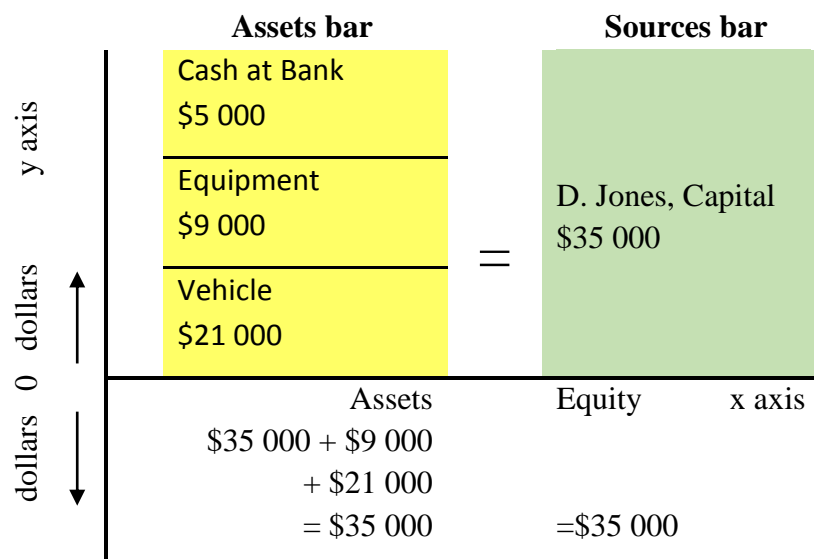 Assets bar
Sources bar
Cash at Bank
$5 000
Equipment
$9 000
Vehicle
$21 000
=
D. Jones, Capital
$35 000
y axis
dollars
0
dollars
Assets
Equity
x axis
$35 000 + $9 000
+ $21 000
= $35 000
=$35 000